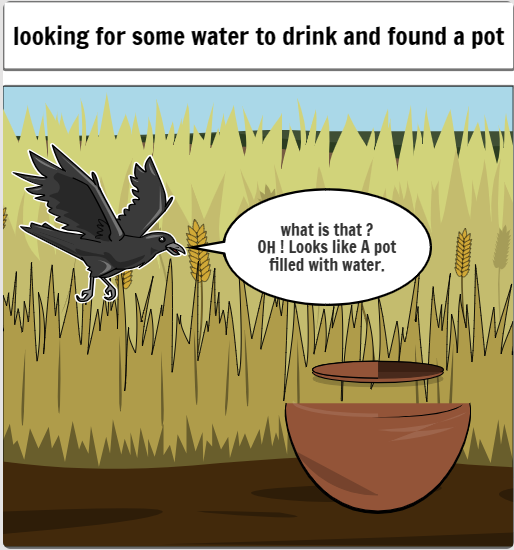 looking for some water to drink and found a pot
what is that ?
OH ! Looks like A pot
filled with water.